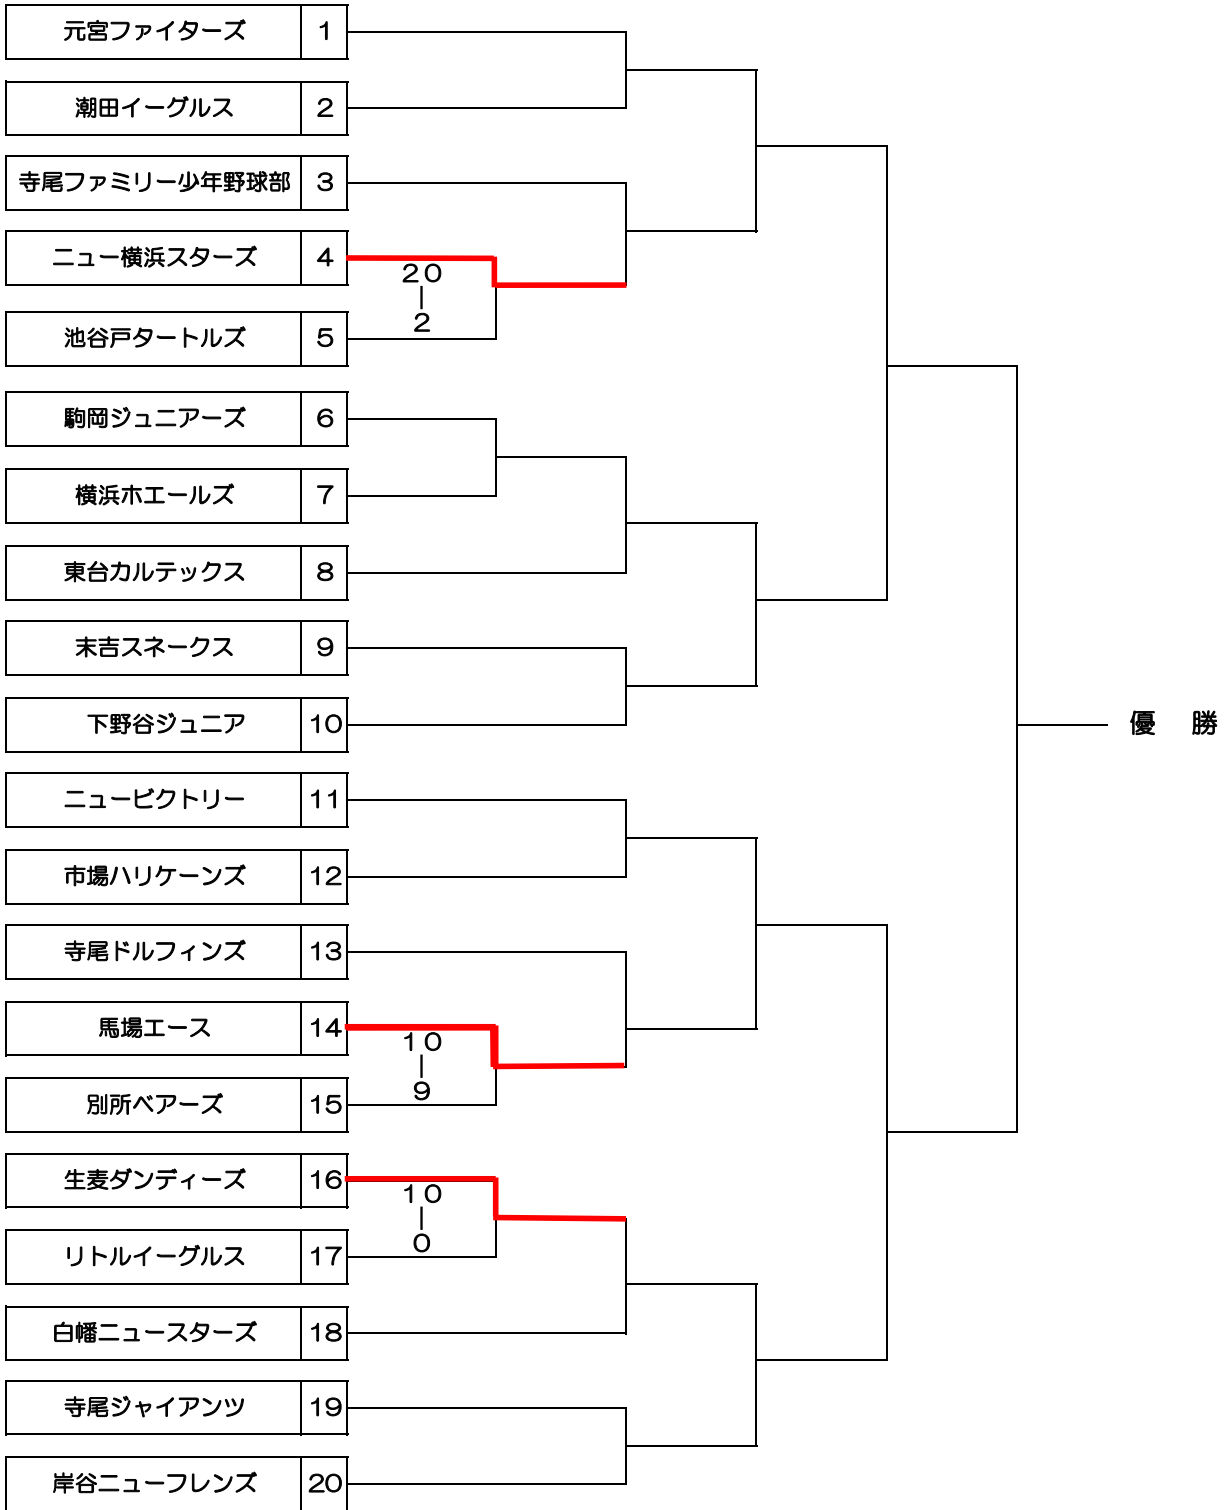 元宮ファイターズ 1
潮田イーグルス 2
寺尾ファミリー少年野球部 3
ニュー横浜スターズ 4
20
|
2
池谷戸タートルズ 5
駒岡ジュニアーズ 6
横浜ホエールズ 7
東台カルテックス 8
末吉スネークス 9
下野谷ジュニア 10
優 勝
ニュービクトリー 11
市場ハリケーンズ 12
寺尾ドルフィンズ 13
馬場エース 14
10
|
9
別所ベアーズ 15
生麦ダンディーズ 16
10
|
0
リトルイーグルス 17
白幡ニュースターズ 18
寺尾ジャイアンツ 19
岸谷ニューフレンズ 20